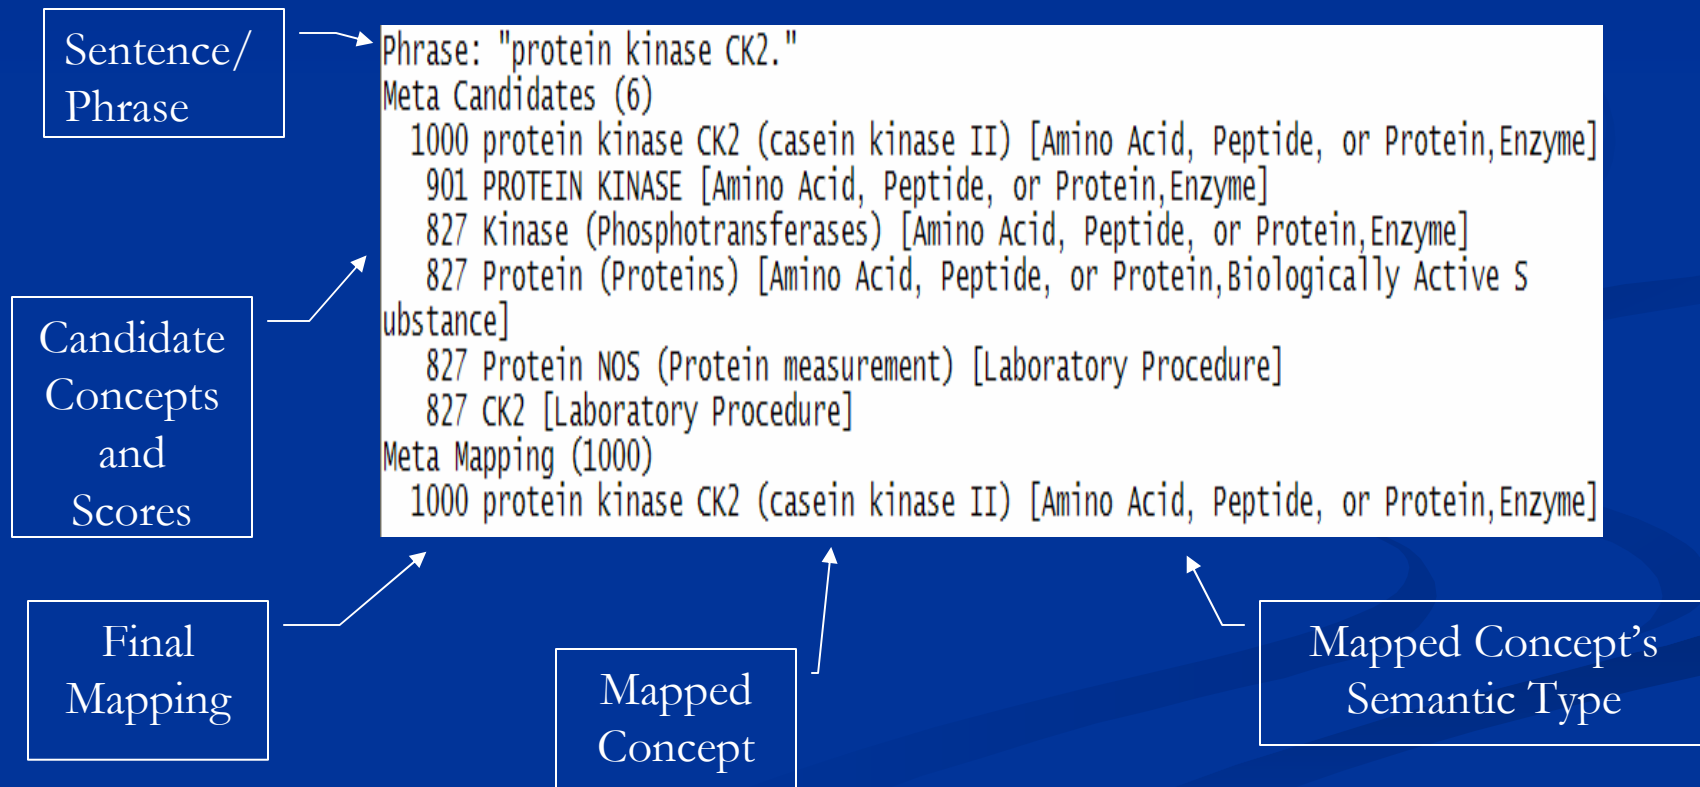 Sentence/
Phrase
Phrase: "protein kinase CK2."
Meta Candidates (6)
1000 protein kinase CK2 (casein kinase II) [Amino Acid, Peptide, or Protein,Enzyme]
901 PROTEIN KINASE [Amino Acid, Peptide, or Protein,Enzyme]
827 Kinase (Phosphotransferases) [Amino Acid, Peptide, or Protein,Enzyme]
827 Protein (Proteins) [Amino Acid, Peptide, or Protein,Biologically Active S
ubstance]
827 Protein NOS (Protein measurement) [Laboratory Procedure]
827 CK2 [Laboratory Procedure]
Meta Mapping (1000)
1000 protein kinase CK2 (casein kinase II) [Amino Acid, Peptide, or Protein,Enzyme]
Candidate
Concepts
and
Scores
Final
Mapping
Mapped
Concept
Mapped Concept’s
Semantic Type